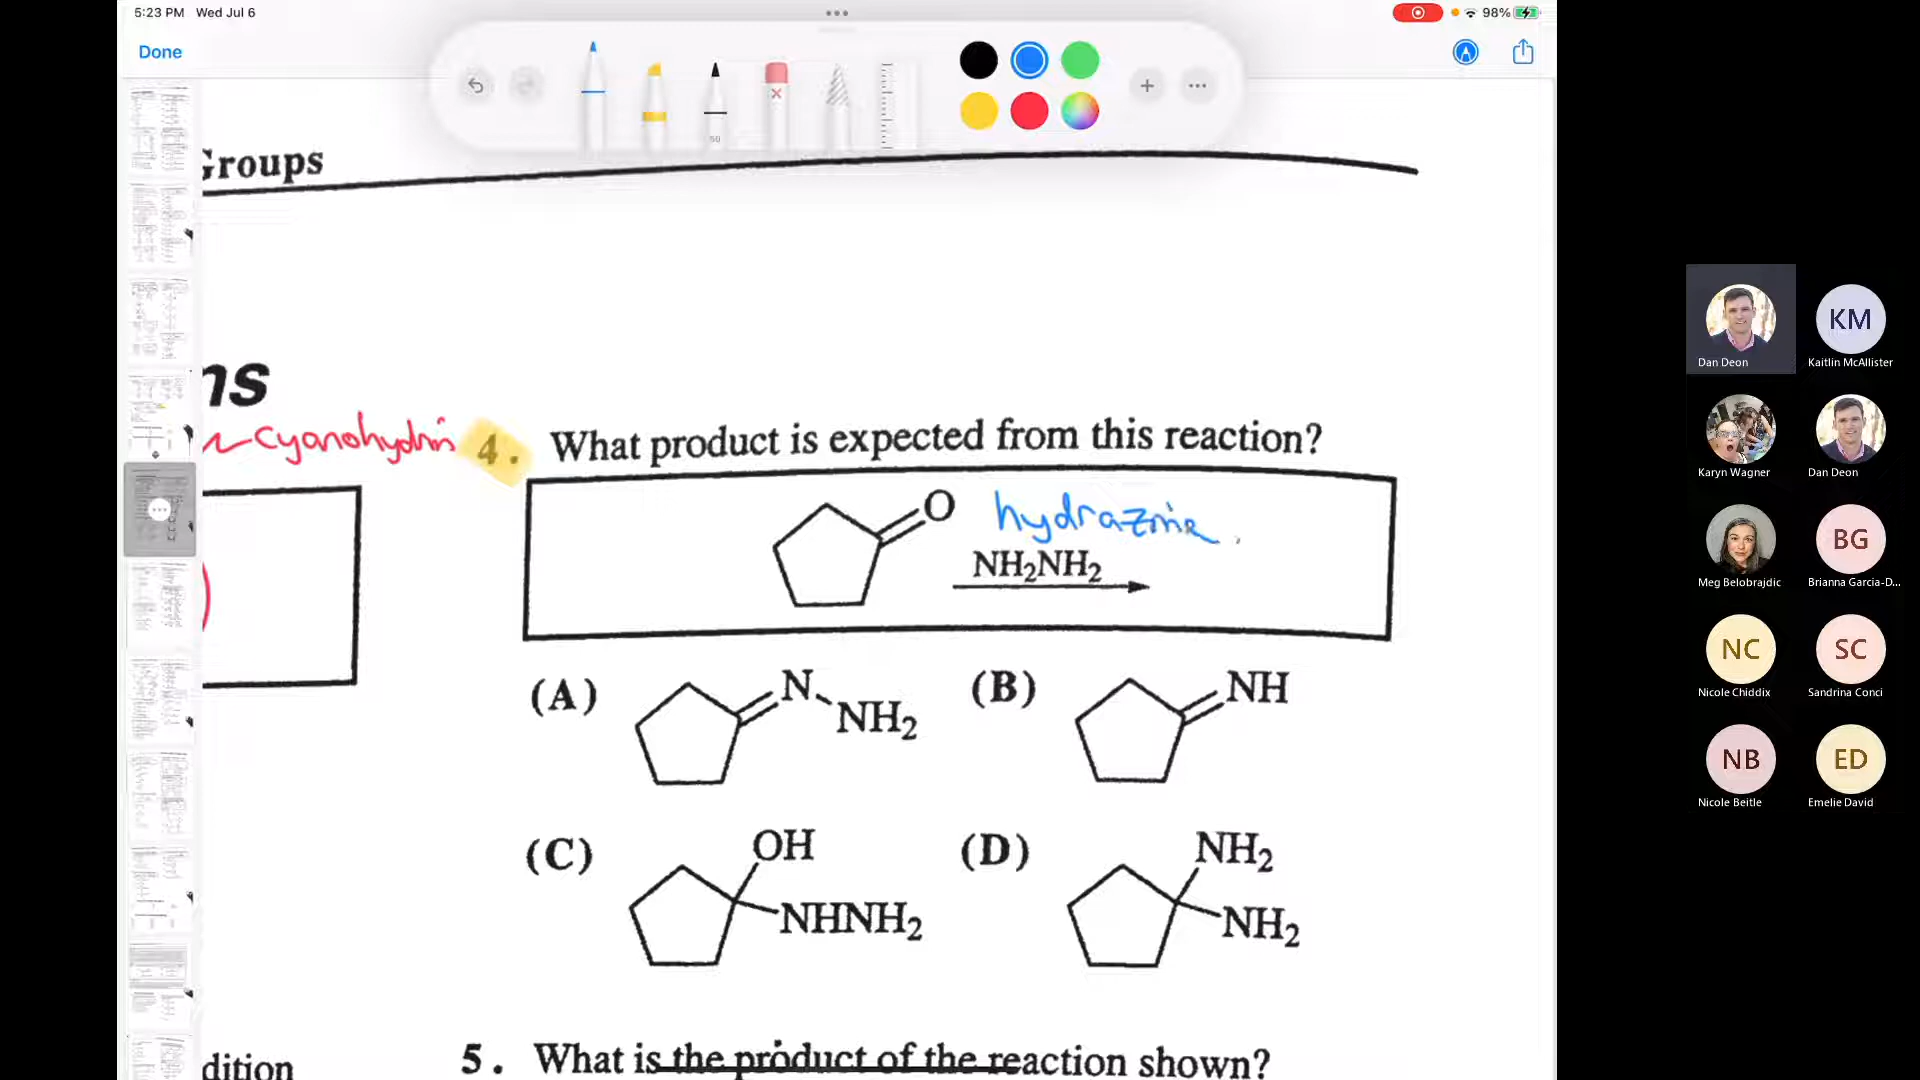 5:23 PM Wed Jul 6
98%
Done
50
Groups
ns
cyanohydrin
4. What product is expected from this reaction?
O
hydrazine
NH2NH2
(A) N NH2
(B) NH
(C) OH NHNH2
(D) NH2 NH2
dition
5. What is the product of the reaction shown?
Dan Deon
KM
Kaitlin McAllister
Karyn Wagner
Dan Deon
Meg Belobrajdic
BG
Brianna Garcia-D...
NC
Nicole Chiddix
SC
Sandrina Conci
NB
Nicole Beitle
ED
Emelie David